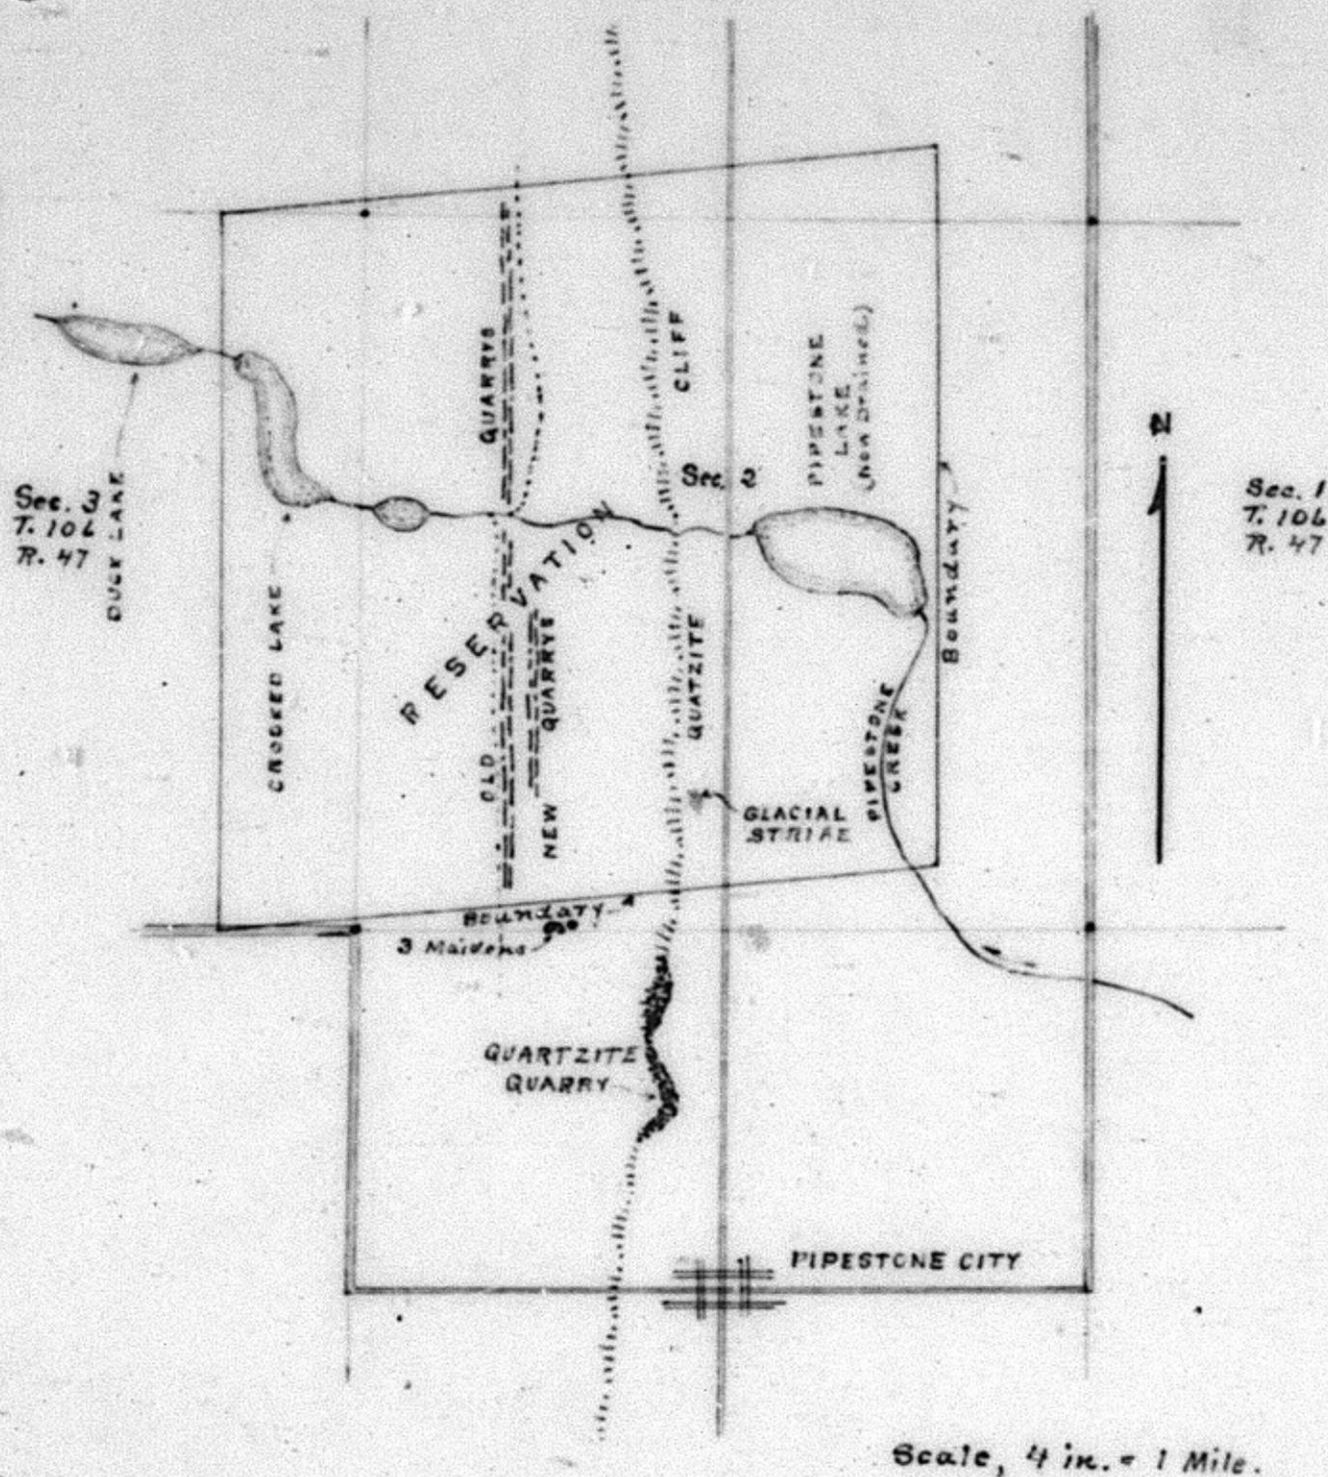 QUARRYS
CLIFF
PIPESTONE
LAKE
(now Drained)
N
Sec. 2
Sec. 3
T. 106
R. 47
DUCK LAKE
Sec. 1
T. 106
R. 47
Boundary
RESERVATION
CROOKED LAKE
OLD
NEW QUARRYS
QUATZITE
PIPESTONE
CREEK
GLACIAL
STRIAE
Boundary
3 Maidens
QUARTZITE
QUARRY
PIPESTONE CITY
Scale, 4 in. = 1 Mile.